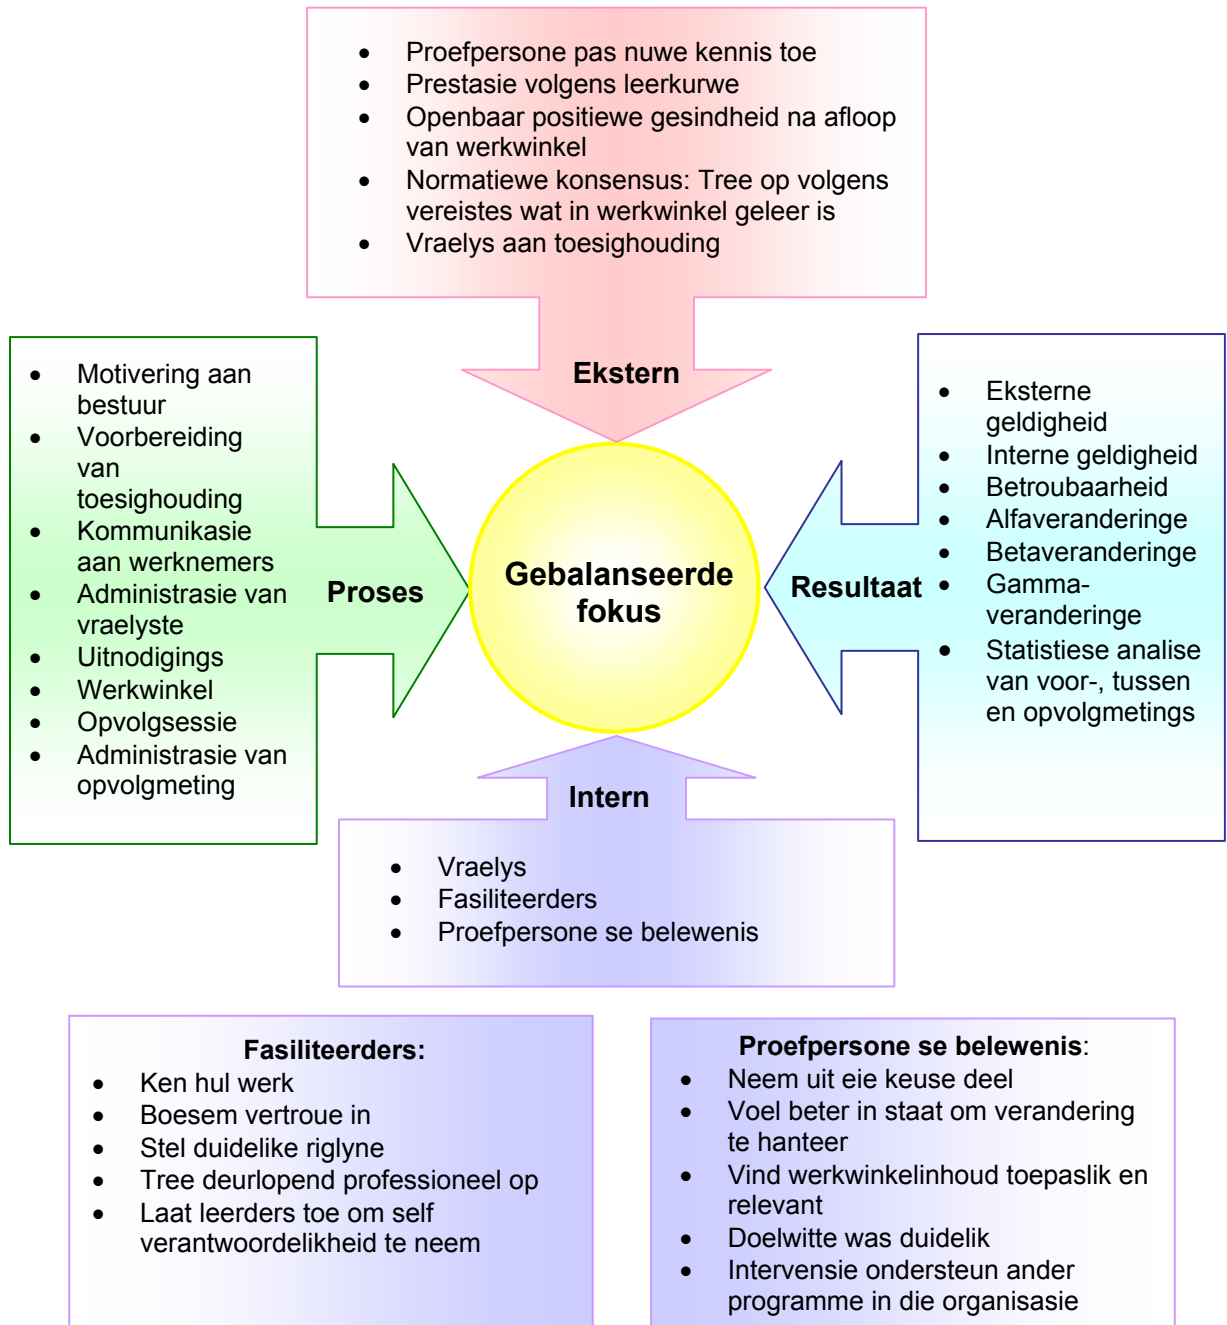 • Proefpersone pas nuwe kennis toe
• Prestasie volgens leerkurwe
• Openbaar positiewe gesindheid na afloop
van werkwinkel
• Normatiewe konsensus: Tree op volgens
vereistes wat in werkwinkel geleer is
• Vraelys aan toesighouding
Ekstern
• Motivering aan
bestuur
• Voorbereiding
van
toesighouding
• Kommunikasie
aan werknemers
• Administrasie van
vraelyste
• Uitnodigings
• Werkwinkel
• Opvolgsessie
• Administrasie van
opvolgmeting
Proses
Gebalanseerde
fokus
Resultaat
• Eksterne
geldigheid
• Interne geldigheid
• Betroubaarheid
• Alfaveranderinge
• Betaveranderinge
• Gamma-
veranderinge
• Statistiese analise
van voor-, tussen
en opvolgmetings
Intern
• Vraelys
• Fasiliteerders
• Proefpersone se belewenis
Fasiliteerders:
• Ken hul werk
• Boesem vertroue in
• Stel duidelike riglyne
• Tree deurlopend professioneel op
• Laat leerders toe om self
verantwoordelikheid te neem
Proefpersone se belewenis:
• Neem uit eie keuse deel
• Voel beter in staat om verandering
te hanteer
• Vind werkwinkelinhoud toepaslik en
relevant
• Doelwitte was duidelik
• Intervensie ondersteun ander
programme in die organisasie